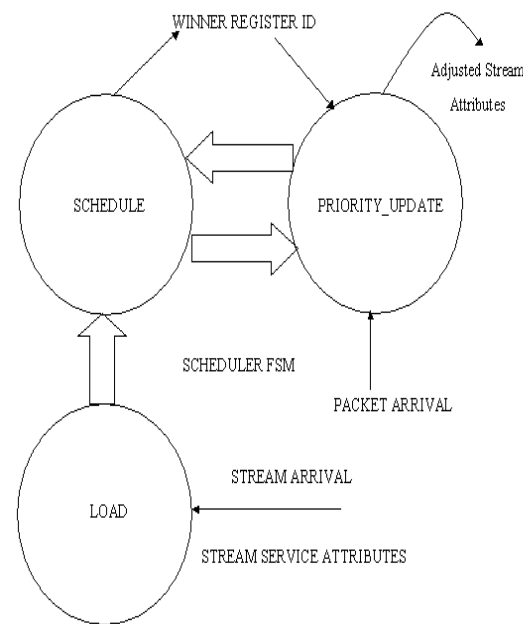 WINNER REGISTER ID
Adjusted Stream
Attributes
SCHEDULE
PRIORITY_UPDATE
SCHEDULER FSM
PACKET ARRIVAL
STREAM ARRIVAL
LOAD
STREAM SERVICE ATTRIBUTES